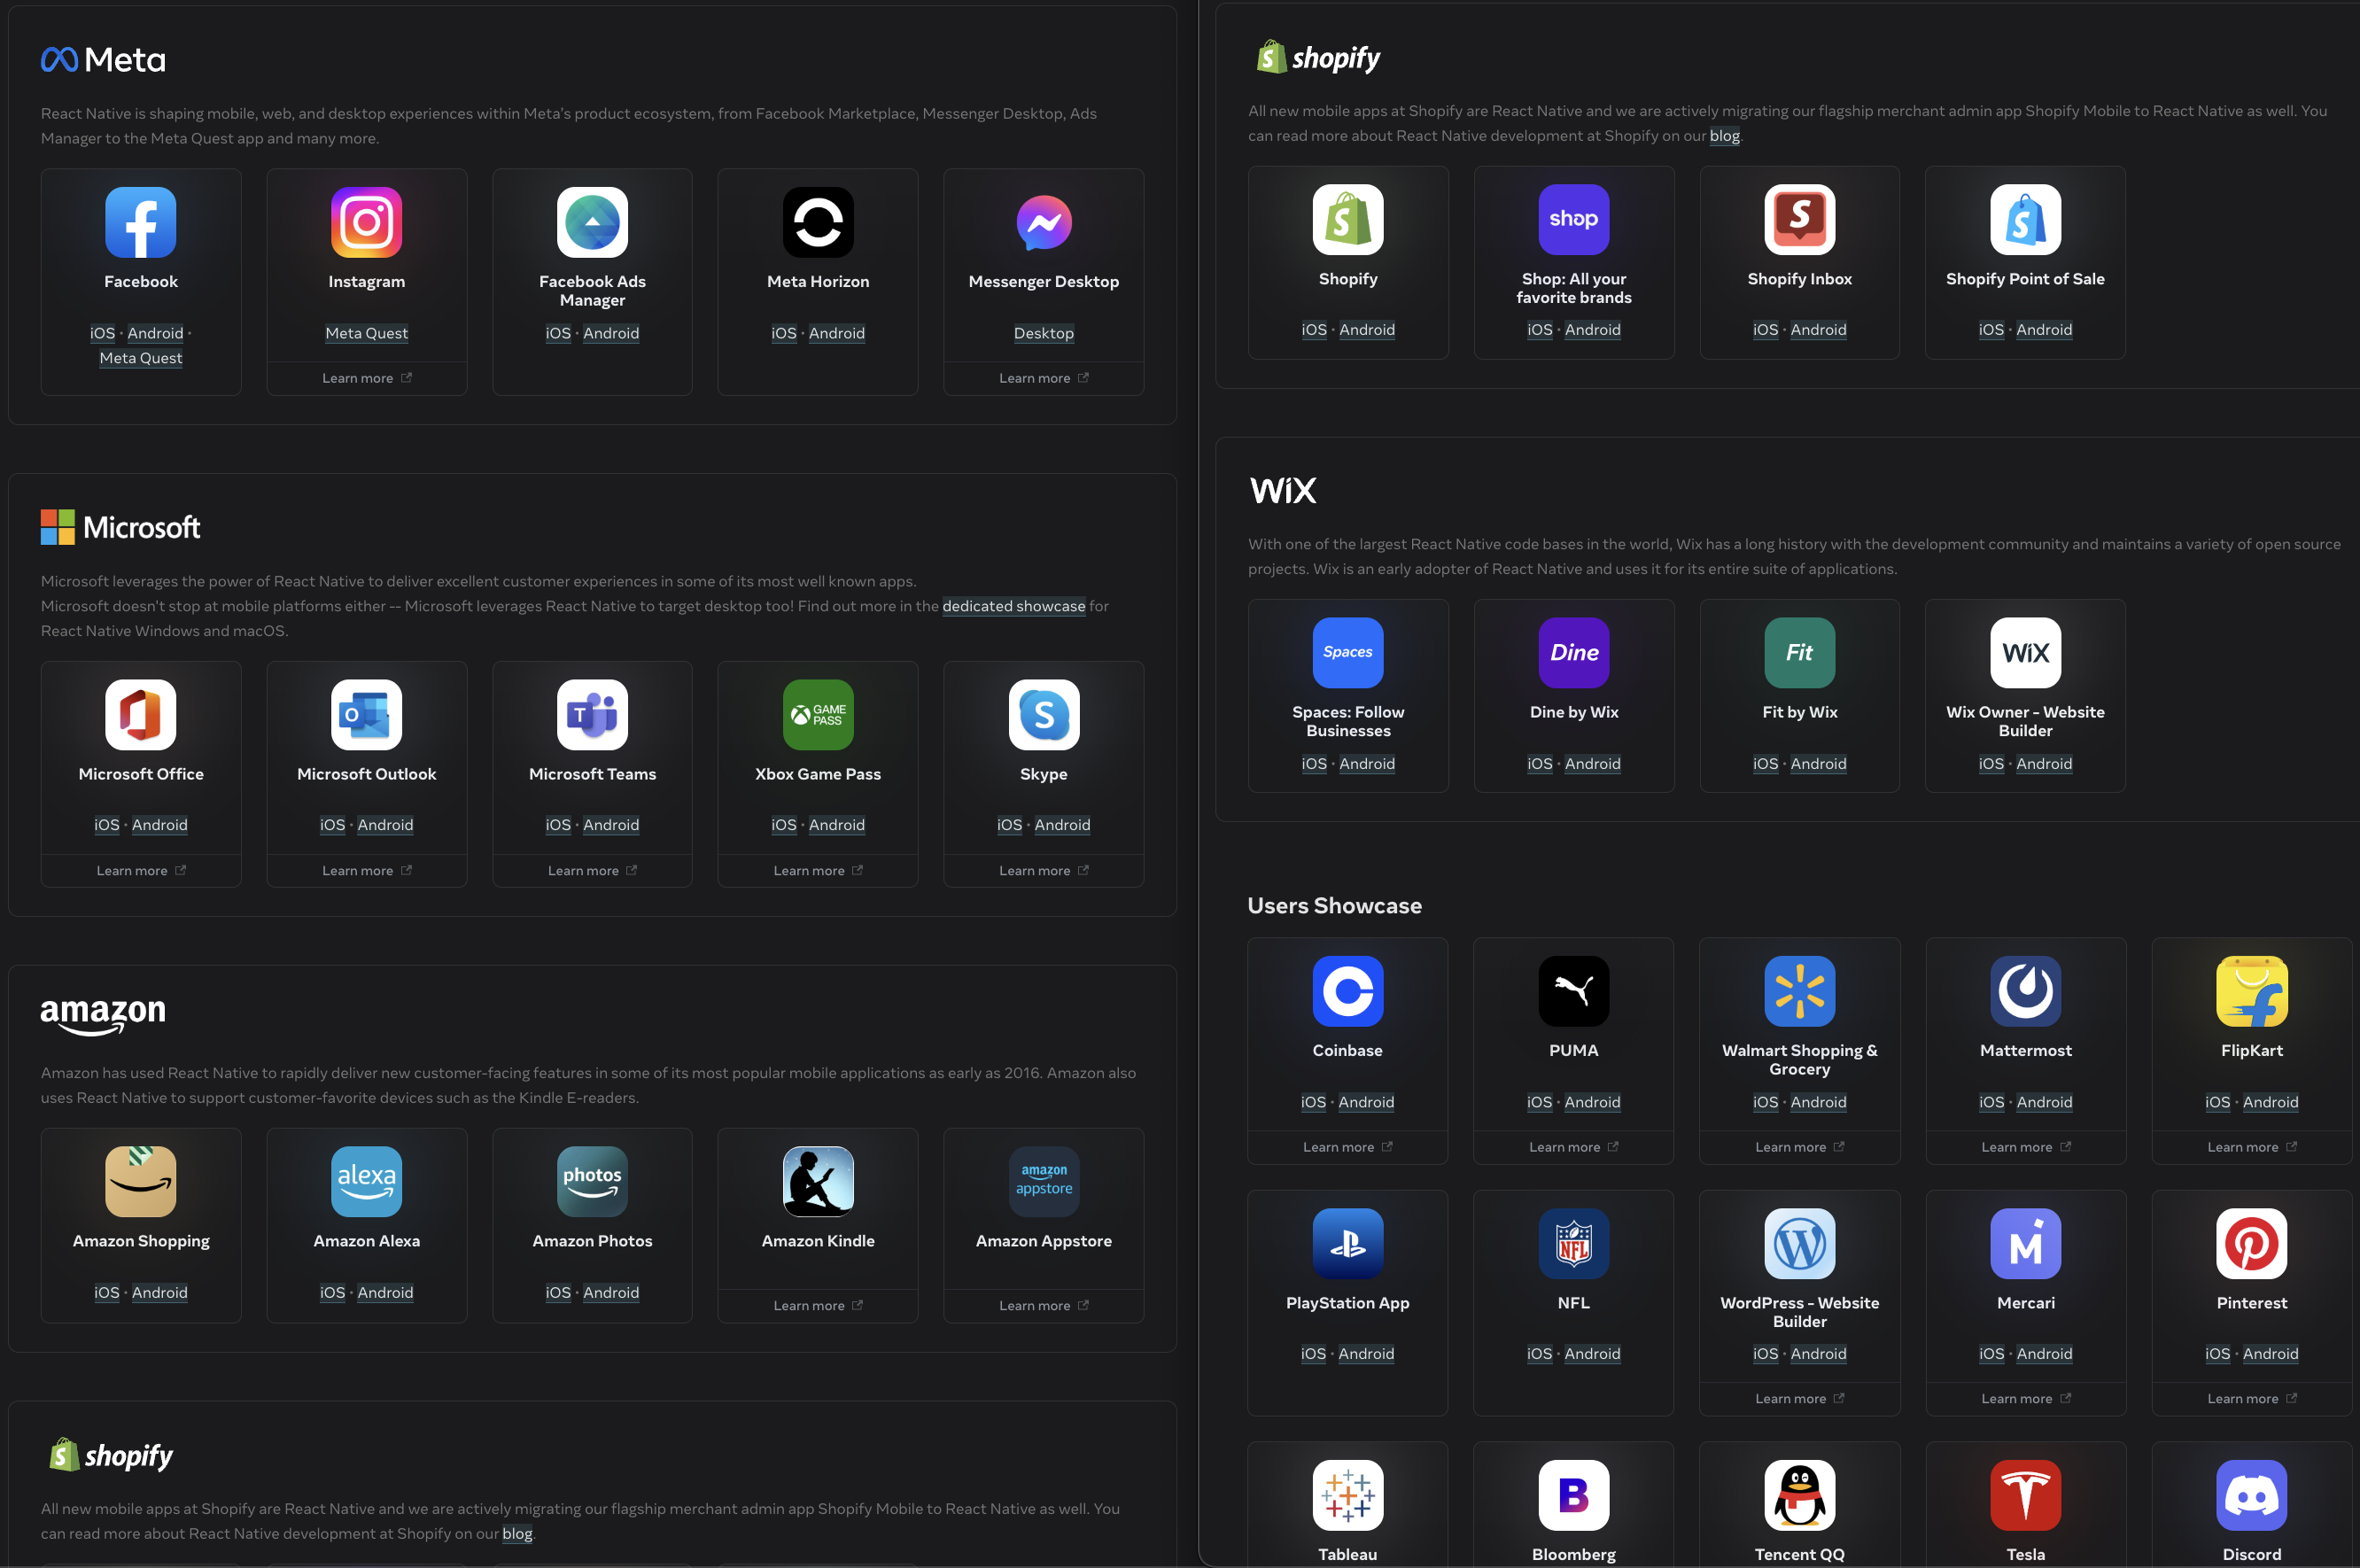 Meta
React Native is shaping mobile, web, and desktop experiences within Meta's product ecosystem, from Facebook Marketplace, Messenger Desktop, Ads
Manager to the Meta Quest app and many more.
Facebook
iOS · Android ·
Meta Quest
Instagram
Meta Quest
Learn more
Facebook Ads
Manager
iOS · Android
Meta Horizon
iOS · Android
Messenger Desktop
Desktop
Learn more
Microsoft
Microsoft leverages the power of React Native to deliver excellent customer experiences in some of its most well known apps.
Microsoft doesn't stop at mobile platforms either -- Microsoft leverages React Native to target desktop too! Find out more in the dedicated showcase for
React Native Windows and macOS.
Microsoft Office
iOS · Android
Learn more
O
Microsoft Outlook
iOS · Android
Learn more
T
Microsoft Teams
iOS · Android
Learn more
GAME
PASS
Xbox Game Pass
iOS · Android
Learn more
S
Skype
iOS · Android
Learn more
amazon
Amazon has used React Native to rapidly deliver new customer-facing features in some of its most popular mobile applications as early as 2016. Amazon also
uses React Native to support customer-favorite devices such as the Kindle E-readers.
Amazon Shopping
iOS · Android
alexa
Amazon Alexa
iOS · Android
photos
Amazon Photos
iOS · Android
Amazon Kindle
Learn more
amazon
appstore
Amazon Appstore
Learn more
shopify
All new mobile apps at Shopify are React Native and we are actively migrating our flagship merchant admin app Shopify Mobile to React Native as well. You
can read more about React Native development at Shopify on our blog.
shopify
All new mobile apps at Shopify are React Native and we are actively migrating our flagship merchant admin app Shopify Mobile to React Native as well. You
can read more about React Native development at Shopify on our blog.
S
Shopify
iOS · Android
shop
Shop: All your
favorite brands
iOS · Android
S
Shopify Inbox
iOS · Android
S
Shopify Point of Sale
iOS · Android
WiX
With one of the largest React Native code bases in the world, Wix has a long history with the development community and maintains a variety of open source
projects. Wix is an early adopter of React Native and uses it for its entire suite of applications.
Spaces
Spaces: Follow
Businesses
iOS · Android
Dine
Dine by Wix
iOS · Android
Fit
Fit by Wix
iOS · Android
WiX
Wix Owner - Website
Builder
iOS · Android
Users Showcase
Coinbase
iOS · Android
Learn more
PUMA
iOS · Android
Learn more
Walmart Shopping &
Grocery
iOS · Android
Learn more
Mattermost
iOS · Android
Learn more
f
FlipKart
iOS · Android
Learn more
PlayStation App
iOS · Android
NFL
NFL
iOS · Android
W
WordPress - Website
Builder
iOS · Android
Learn more
M
Mercari
iOS · Android
Learn more
Pinterest
iOS · Android
Learn more
Tableau
B
Bloomberg
Tencent QQ
Tesla
Discord